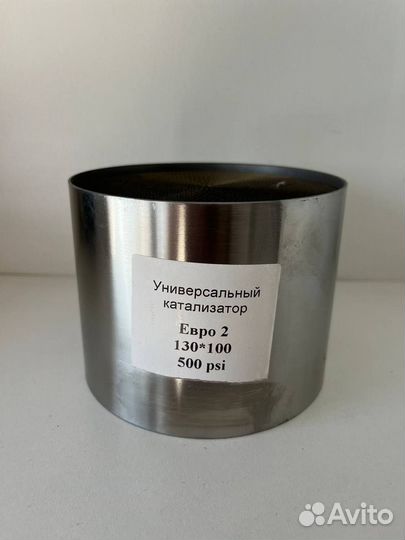 Универсальный
катализатор
Евро 2
130*100
500 psi
Avito